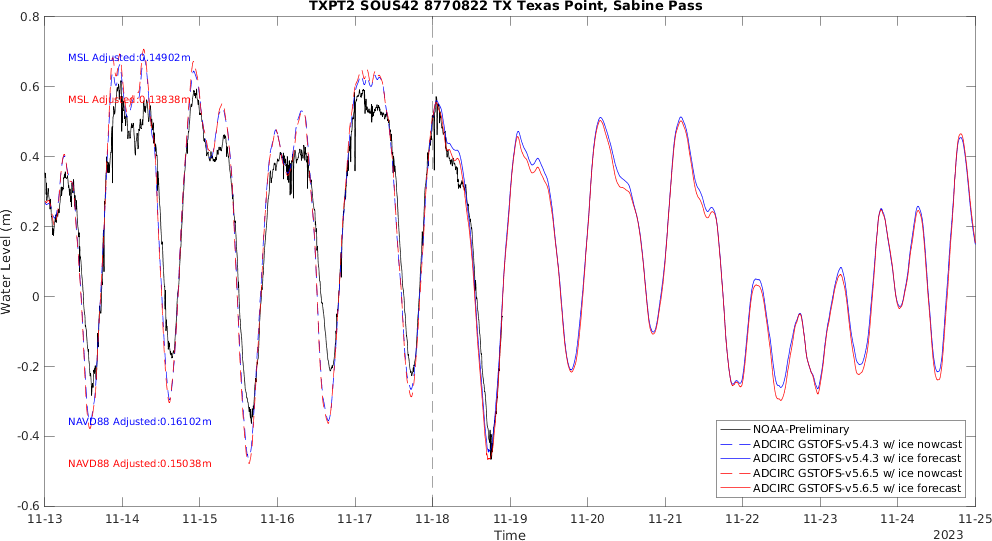 TXPT2 SOUS42 8770822 TX Texas Point, Sabine Pass
0.8
0.6
0.4
0.2
0
-0.2
-0.4
-0.6
Water Level (m)
MSL Adjusted:0.14902m
MSL Adjusted:0.13838m
NAVD88 Adjusted:0.16102m
NAVD88 Adjusted:0.15038m
NOAA-Preliminary
ADCIRC GSTOFS-v5.4.3 w/ ice nowcast
ADCIRC GSTOFS-v5.4.3 w/ ice forecast
ADCIRC GSTOFS-v5.6.5 w/ ice nowcast
ADCIRC GSTOFS-v5.6.5 w/ ice forecast
11-13 11-14 11-15 11-16 11-17 11-18 11-19 11-20 11-21 11-22 11-23 11-24 11-25
Time
2023